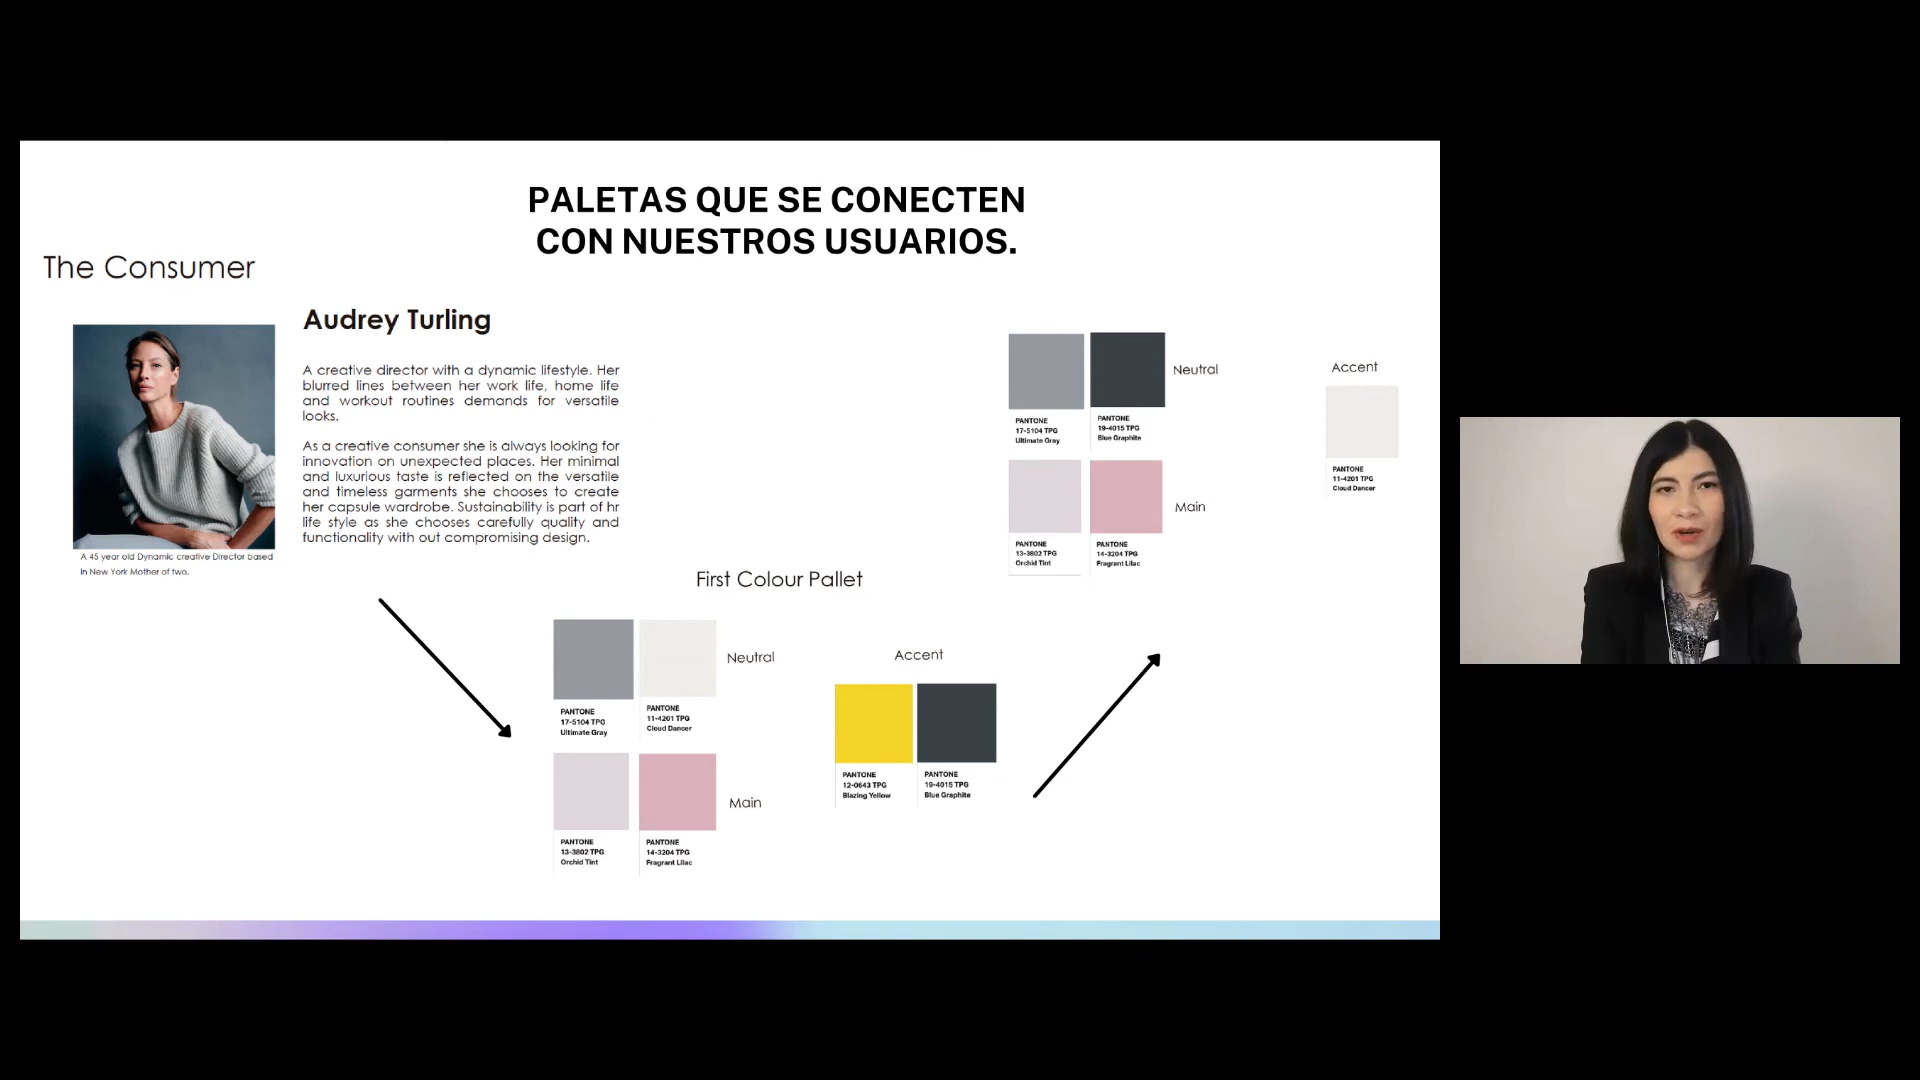 PALETAS QUE SE CONECTEN
CON NUESTROS USUARIOS.
The Consumer
Audrey Turling
A creative director with a dynamic lifestyle. Her
blurred lines between her work life, home life
and workout routines demands for versatile
looks.
As a creative consumer she is always looking for
innovation on unexpected places. Her minimal
and luxurious taste is reflected on the versatile
and timeless garments she chooses to create
her capsule wardrobe. Sustainability is part of hr
life style as she chooses carefully quality and
functionality with out compromising design.
A 45 year old Dynamic creative Director based
in New York Mother of two.
First Colour Pallet
PANTONE
17-5104 TPG
Ultimate Gray
PANTONE
11-4201 TPG
Cloud Dancer
Neutral
PANTONE
13-3802 TPG
Orchid Tint
PANTONE
14-3204 TPG
Fragrant Lilac
Main
Accent
PANTONE
12-0643 TPG
Blazing Yellow
PANTONE
19-4015 TPG
Blue Graphite
PANTONE
17-5104 TPG
Ultimate Gray
PANTONE
19-4015 TPG
Blue Graphite
Neutral
PANTONE
13-3802 TPG
Orchid Tint
PANTONE
14-3204 TPG
Fragrant Lilac
Main
Accent
PANTONE
11-4201 TPG
Cloud Dancer